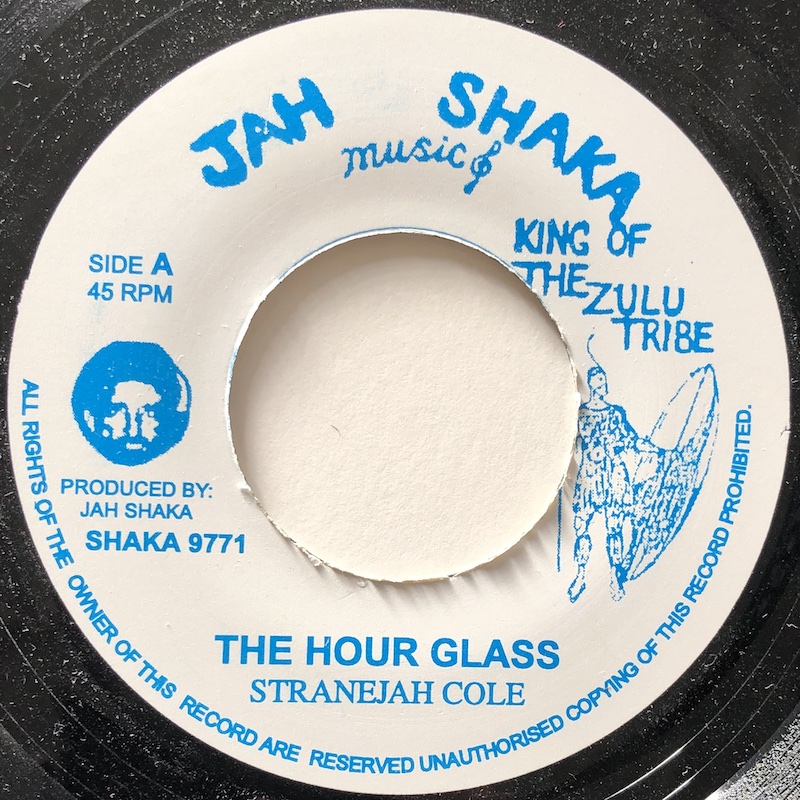 JAH SHAKA
music
KING OF
THE ZULU
TRIBE
SIDE A
45 RPM
PRODUCED BY:
JAH SHAKA
SHAKA 9771
THE HOUR GLASS
STRANEJAH COLE
ALL RIGHTS OF THE OWNER OF THIS RECORD ARE RESERVED UNAUTHORISED COPYING OF THIS RECORD PROHIBITED.